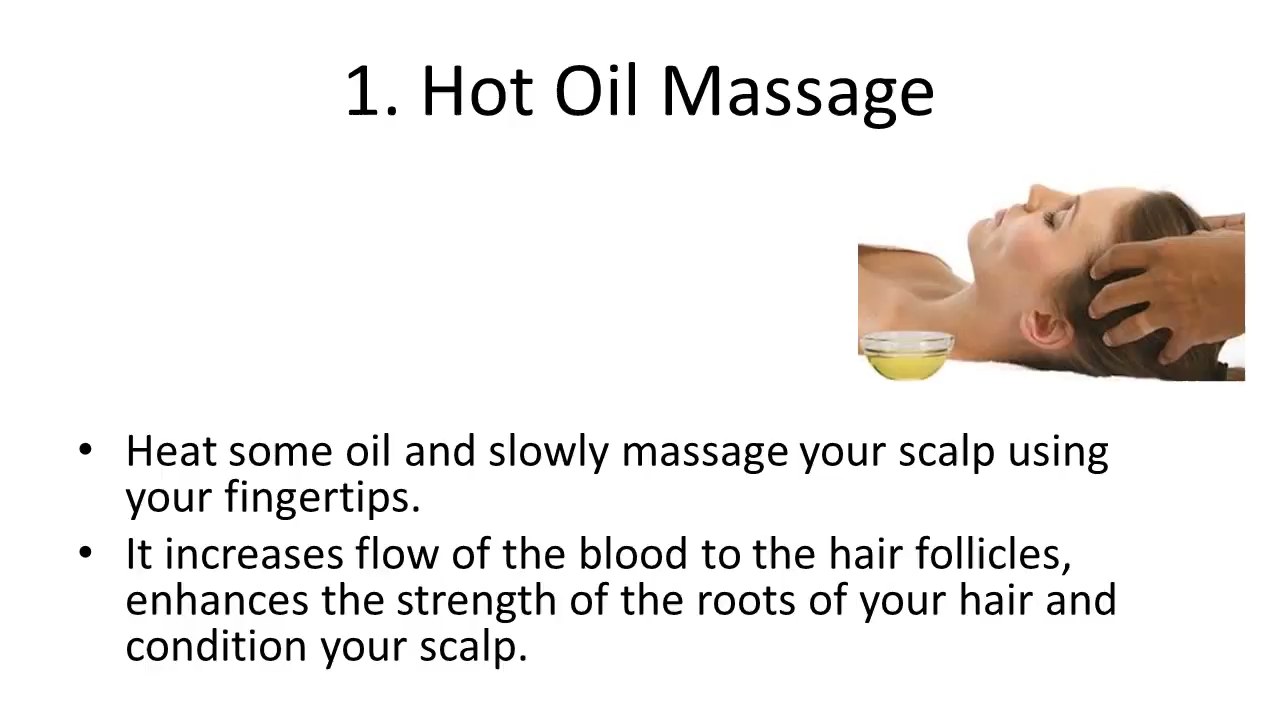 1. Hot Oil Massage
• Heat some oil and slowly massage your scalp using
your fingertips.
• It increases flow of the blood to the hair follicles,
enhances the strength of the roots of your hair and
condition your scalp.